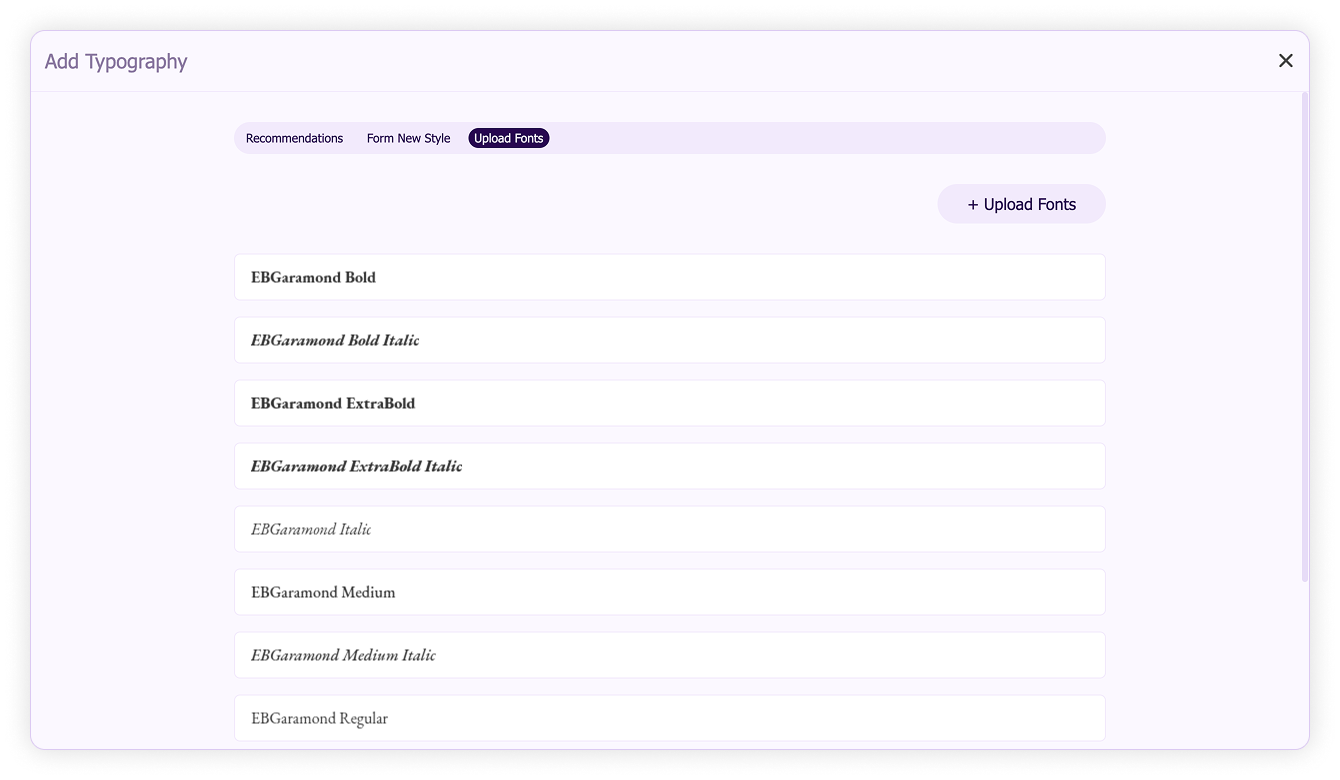 Add Typography
Recommendations Form New Style Upload Fonts
+ Upload Fonts
EBGaramond Bold
EBGaramond Bold Italic
EBGaramond ExtraBold
EBGaramond ExtraBold Italic
EBGaramond Italic
EBGaramond Medium
EBGaramond Medium Italic
EBGaramond Regular